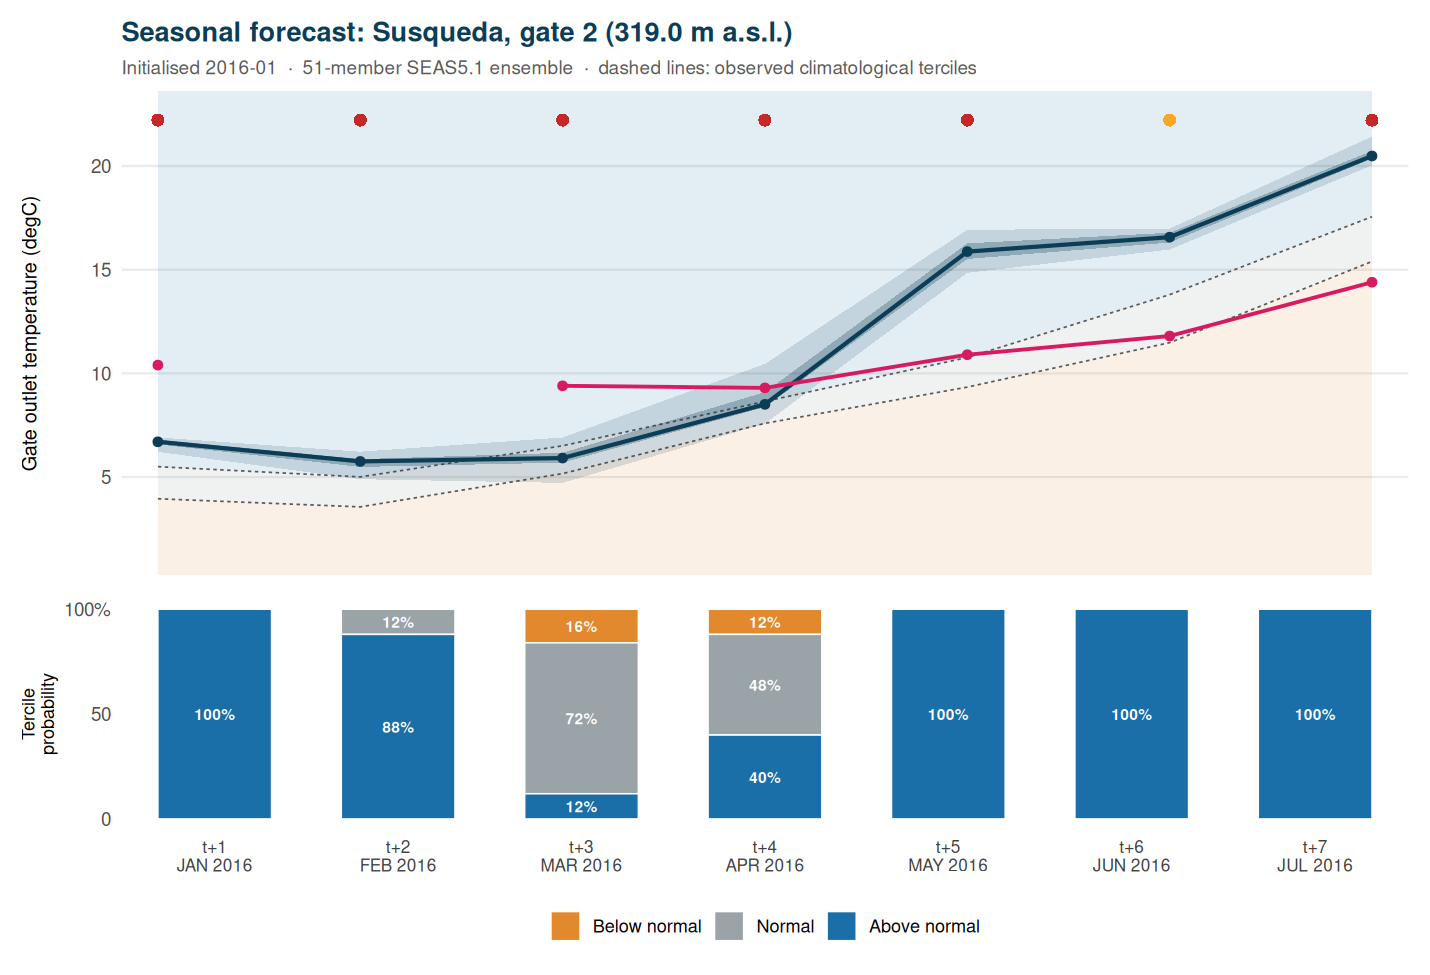 Seasonal forecast: Susqueda, gate 2 (319.0 m a.s.l.)
Initialised 2016-01 · 51-member SEAS5.1 ensemble · dashed lines: observed climatological terciles
Gate outlet temperature (degC)
20
15
10
5
Tercile
probability
100%
50
0
100%
12%
88%
16%
72%
12%
12%
48%
40%
100%
100%
100%
t+1
JAN 2016
t+2
FEB 2016
t+3
MAR 2016
t+4
APR 2016
t+5
MAY 2016
t+6
JUN 2016
t+7
JUL 2016
Below normal
Normal
Above normal